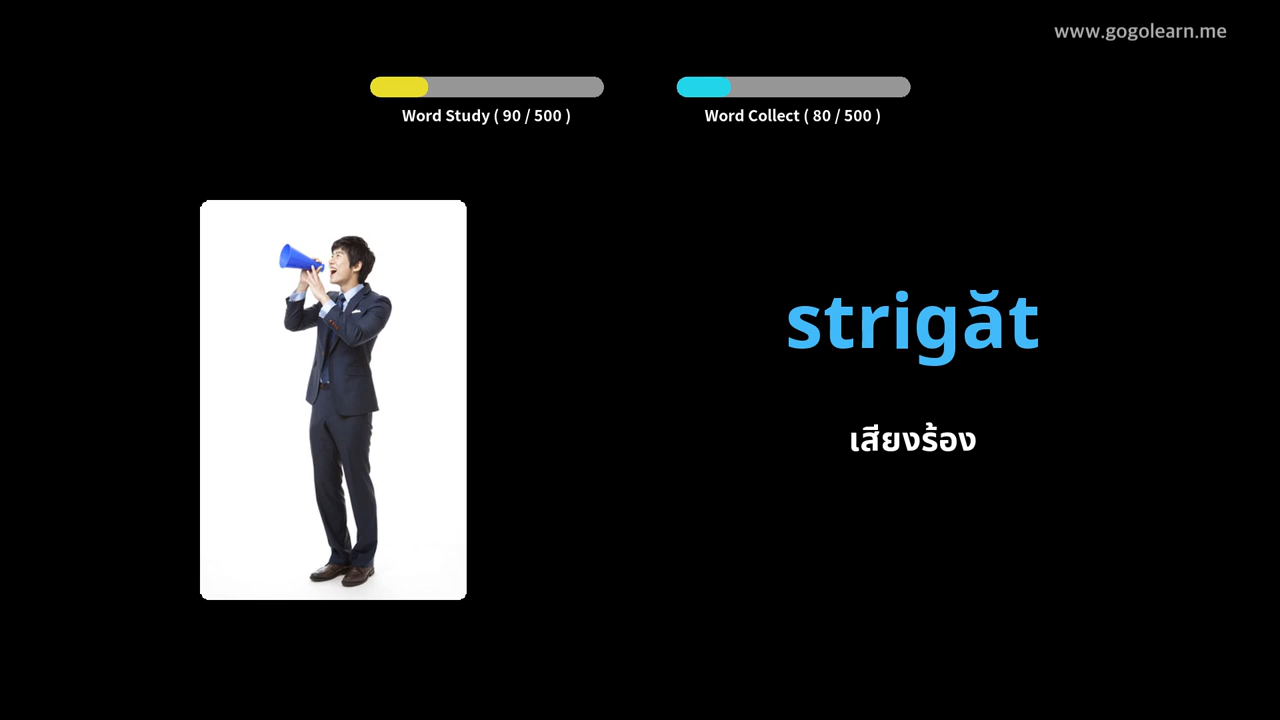 www.gogolearn.me
Word Study ( 90 / 500 )
Word Collect ( 80 / 500 )
strigăt
เสียงร้อง